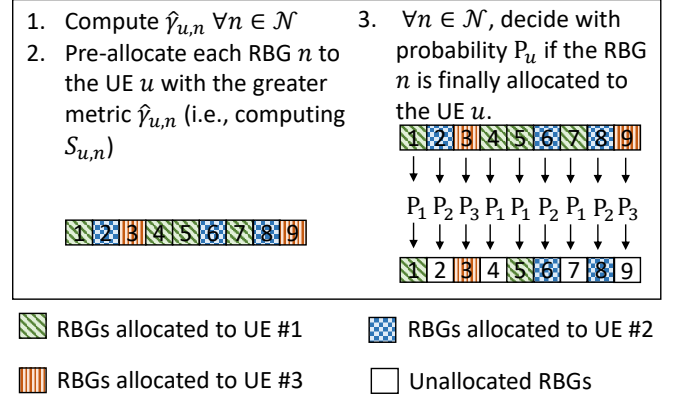 1. Compute γ̂_{u,n} ∀n ∈ 𝒩
2. Pre-allocate each RBG n to
the UE u with the greater
metric γ̂_{u,n} (i.e., computing
S_{u,n})
1 2 3 4 5 6 7 8 9
3. ∀n ∈ 𝒩, decide with
probability P_u if the RBG
n is finally allocated to
the UE u.
1 2 3 4 5 6 7 8 9
P₁ P₂ P₃ P₁ P₁ P₂ P₁ P₂ P₃
1 2 3 4 5 6 7 8 9
RBGs allocated to UE #1
RBGs allocated to UE #2
RBGs allocated to UE #3
Unallocated RBGs